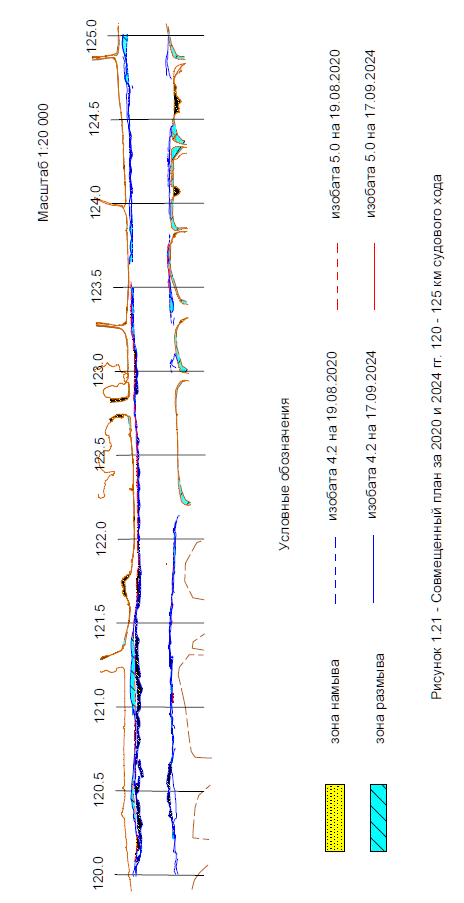 Масштаб 1:20 000
120.0
120.5
121.0
121.5
122.0
122.5
123.0
123.5
124.0
124.5
125.0
Условные обозначения
зона намыва
изобата 4.2 на 19.08.2020
изобата 5.0 на 19.08.2020
зона размыва
изобата 4.2 на 17.09.2024
изобата 5.0 на 17.09.2024
Рисунок 1.21 - Совмещенный план за 2020 и 2024 гг. 120 - 125 км судового хода